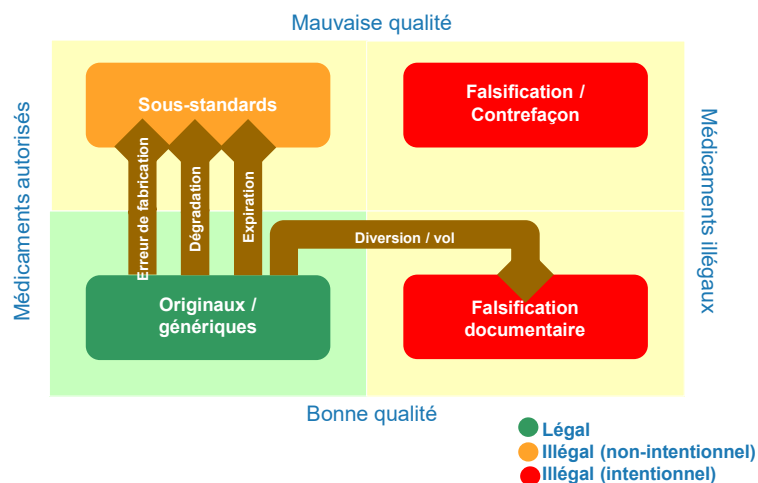 Mauvaise qualité
Médicaments autorisés
Sous-standards
Falsification /
Contrefaçon
Médicaments illégaux
Erreur de fabrication
Dégradation
Expiration
Diversion / vol
Originaux /
génériques
Falsification
documentaire
Bonne qualité
Légal
Illégal (non-intentionnel)
Illégal (intentionnel)